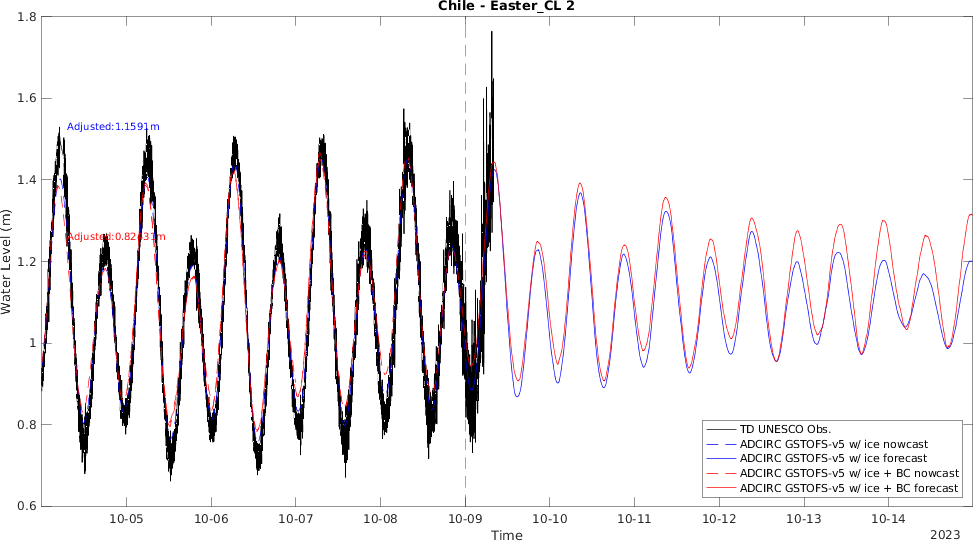 Chile - Easter_CL 2
1.8
1.6
1.4
1.2
1
0.8
0.6
Water Level (m)
Adjusted:1.1591m
TD UNESCO Obs.
ADCIRC GSTOFS-v5 w/ ice nowcast
ADCIRC GSTOFS-v5 w/ ice forecast
ADCIRC GSTOFS-v5 w/ ice + BC nowcast
ADCIRC GSTOFS-v5 w/ ice + BC forecast
10-05
10-06
10-07
10-08
10-09
10-10
10-11
10-12
10-13
10-14
Time
2023